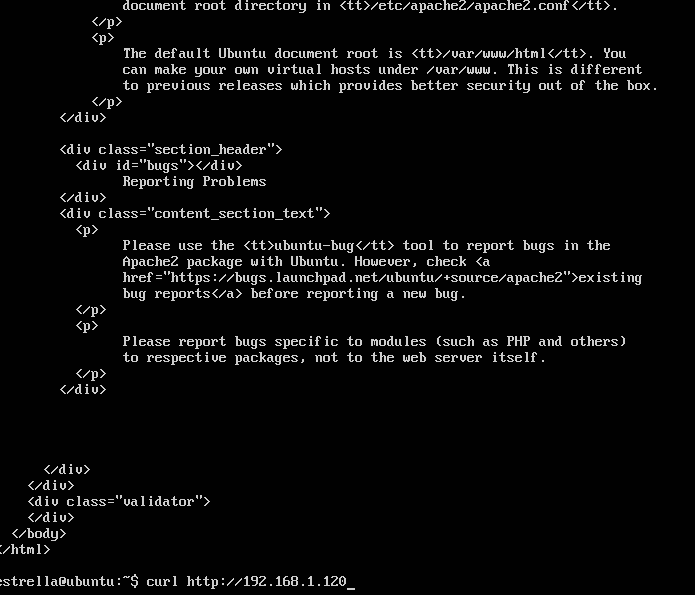 document root directory in <tt>/etc/apache2/apache2.conf</tt>.
</p>
<p>
The default Ubuntu document root is <tt>/var/www/html</tt>. You
can make your own virtual hosts under /var/www. This is different
to previous releases which provides better security out of the box.
</p>
</div>
<div class="section_header">
<div id="bugs"></div>
Reporting Problems
</div>
<div class="content_section_text">
<p>
Please use the <tt>ubuntu-bug</tt> tool to report bugs in the
Apache2 package with Ubuntu. However, check <a
href="https://bugs.launchpad.net/ubuntu/+source/apache2">existing
bug reports</a> before reporting a new bug.
</p>
<p>
Please report bugs specific to modules (such as PHP and others)
to respective packages, not to the web server itself.
</p>
</div>
</div>
</div>
<div class="validator">
</div>
</body>
</html>
estrella@ubuntu:~$ curl http://192.168.1.120_